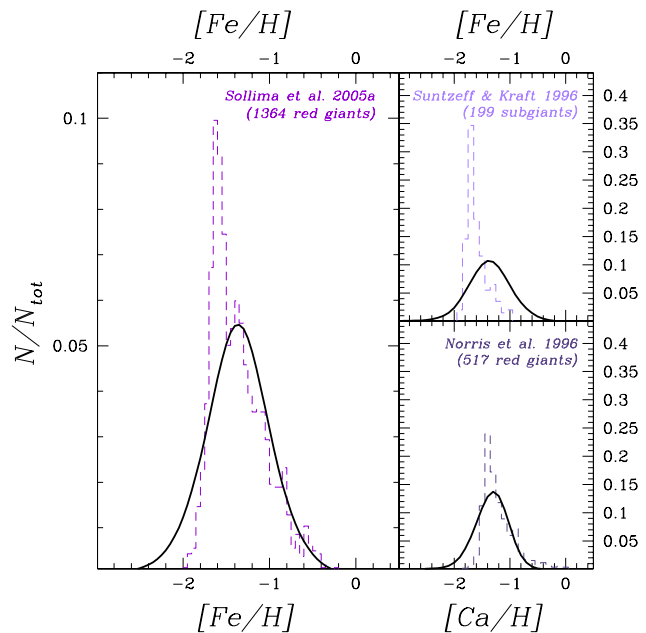 [Fe/H]
[Fe/H]
−2 −1 0
−2 −1 0
Sollima et al. 2005a
(1364 red giants)
Suntzeff & Kraft 1996
(199 subgiants)
0.4
0.35
0.3
0.25
0.2
0.15
0.1
0.05
0.1
0.05
N/Ntot
Norris et al. 1996
(517 red giants)
0.4
0.35
0.3
0.25
0.2
0.15
0.1
0.05
−2 −1 0
−2 −1 0
[Fe/H]
[Ca/H]